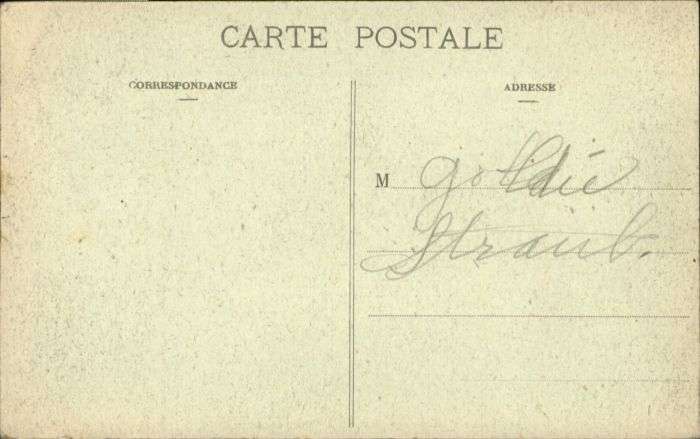 CARTE POSTALE
CORRESPONDANCE
ADRESSE
M Goldie
Straub.